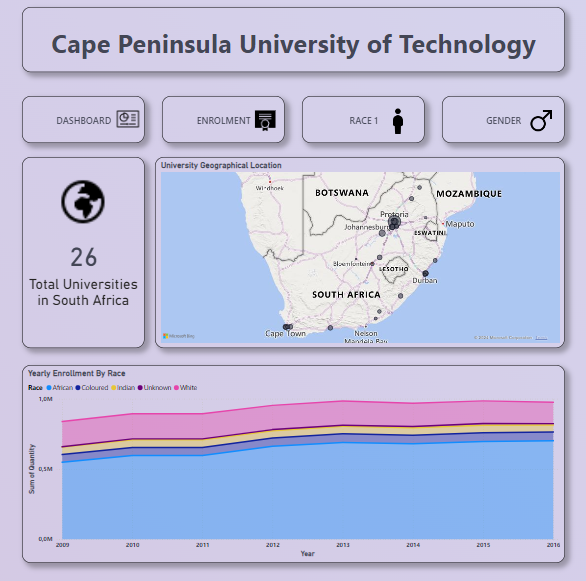 Cape Peninsula University of Technology
DASHBOARD
ENROLMENT
RACE 1
GENDER
26
Total Universities
in South Africa
University Geographical Location
Windhoek
BOTSWANA
MOZAMBIQUE
Pretoria
Johannesburg
Maputo
ESWATINI
Bloemfontein
LESOTHO
Durban
SOUTH AFRICA
Cape Town
Nelson
Mandela Bay
Microsoft Bing
© 2024 Microsoft Corporation Terms
Yearly Enrollment By Race
Race African Coloured Indian Unknown White
1,0M
0,5M
0,0M
Sum of Quantity
2009 2010 2011 2012 2013 2014 2015 2016
Year